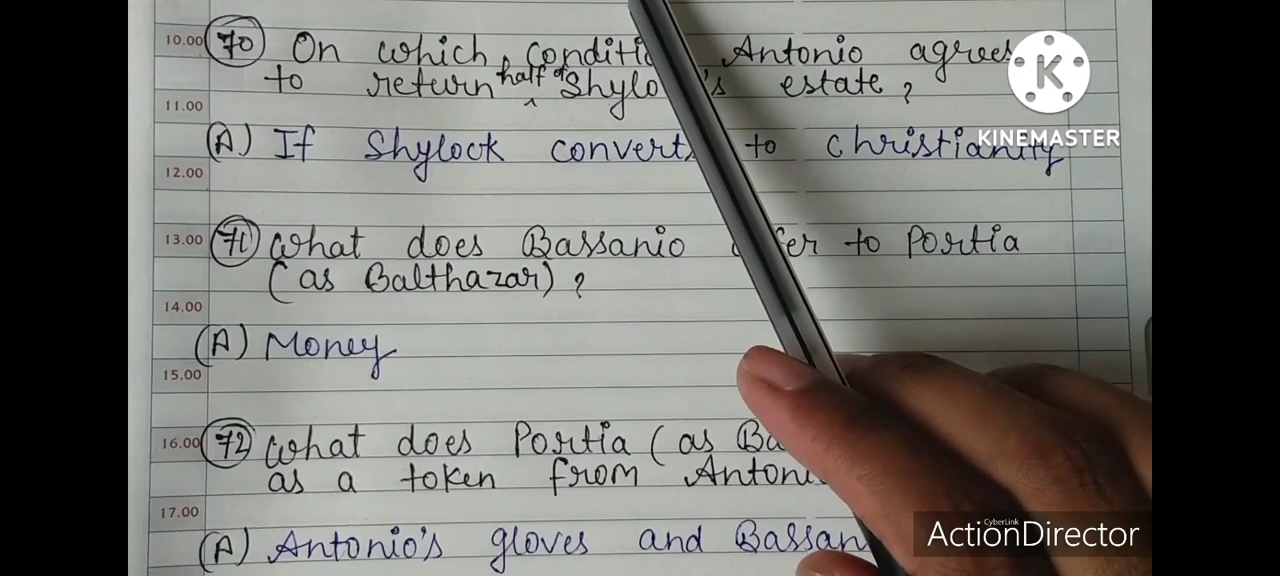 10.00 (70) On which Antonio
to return half of estate ?
11.00
(A) If Shylock to christianity
12.00
13.00 (71) What does Bassanio to Portia
(as Balthazar) ?
14.00
(A) Money
15.00
16.00 (72) What does Portia (as
as a token from
17.00
(A) Antonio's gloves and
K
KINEMASTER
CyberLink
ActionDirector